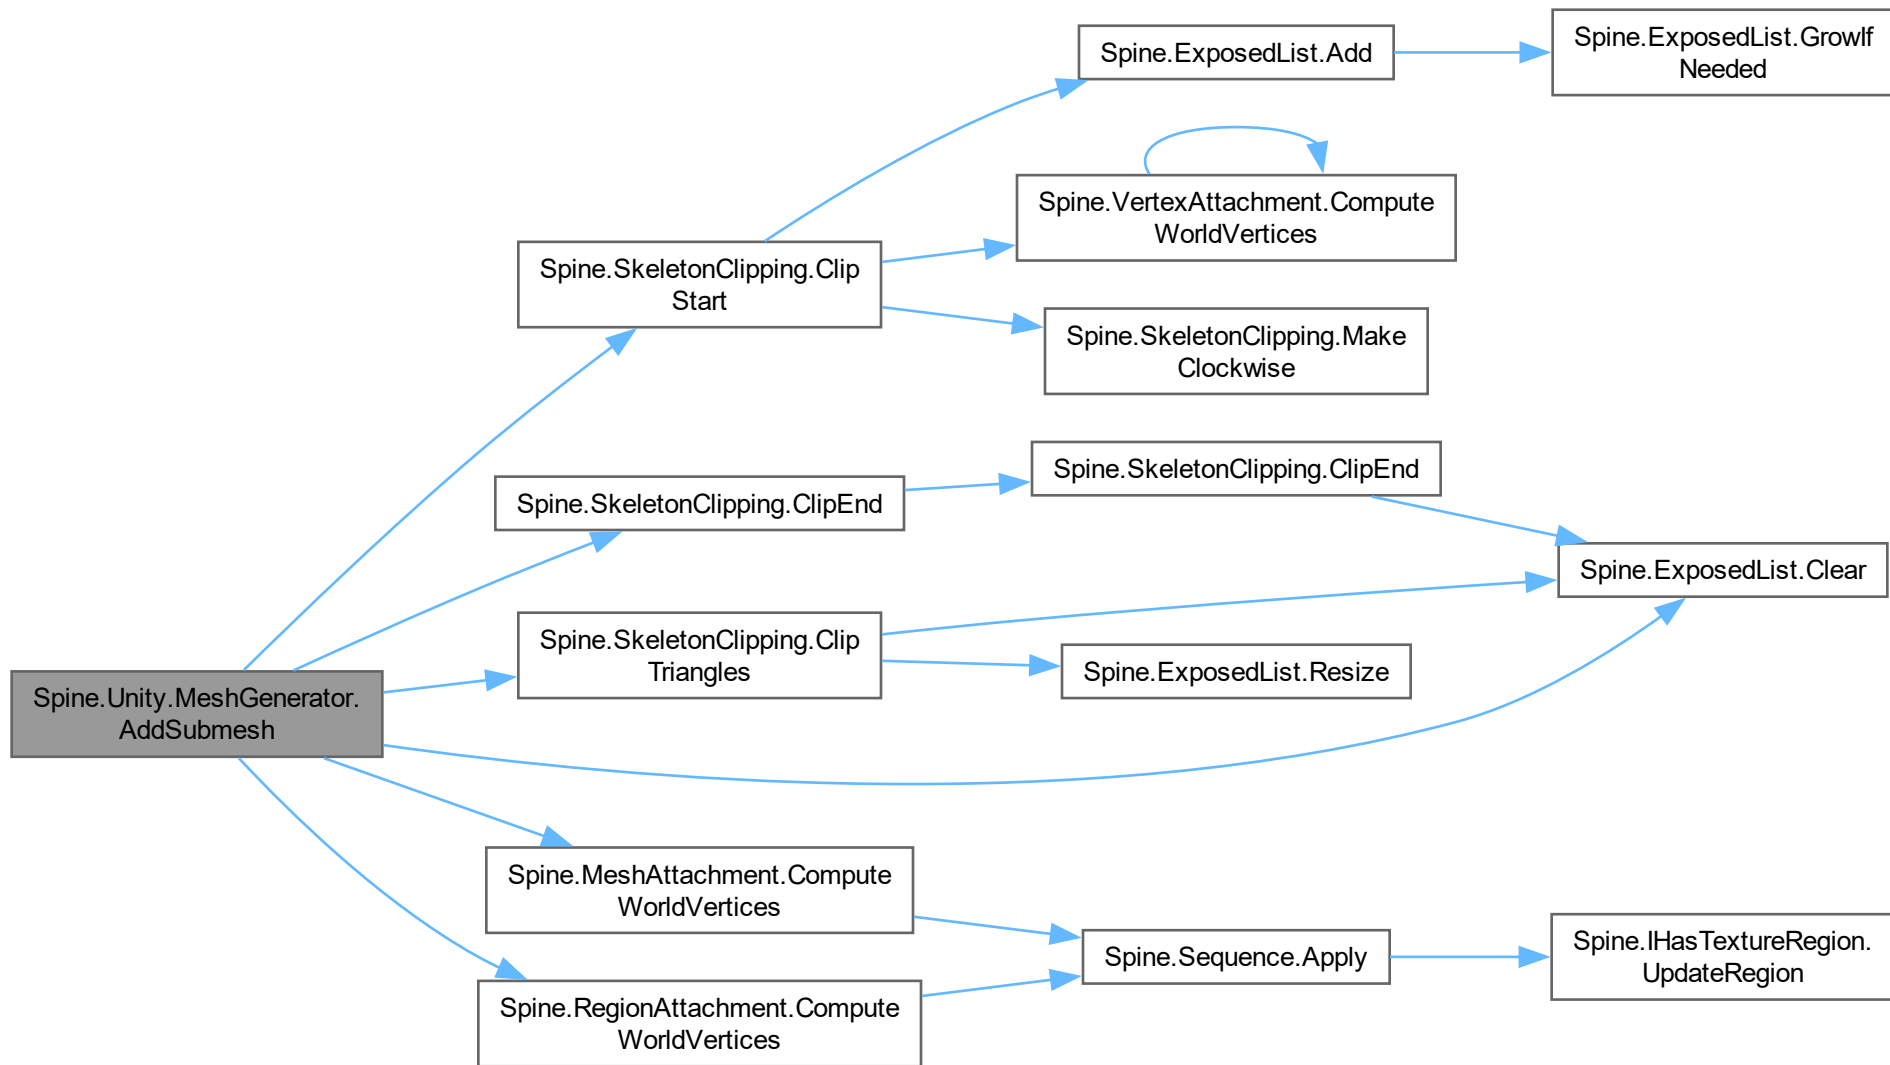 Spine.ExposedList.Add
Spine.ExposedList.GrowIf
Needed
Spine.VertexAttachment.Compute
WorldVertices
Spine.SkeletonClipping.Clip
Start
Spine.SkeletonClipping.Make
Clockwise
Spine.SkeletonClipping.ClipEnd
Spine.SkeletonClipping.ClipEnd
Spine.ExposedList.Clear
Spine.SkeletonClipping.Clip
Triangles
Spine.ExposedList.Resize
Spine.Unity.MeshGenerator.
AddSubmesh
Spine.MeshAttachment.Compute
WorldVertices
Spine.Sequence.Apply
Spine.IHasTextureRegion.
UpdateRegion
Spine.RegionAttachment.Compute
WorldVertices